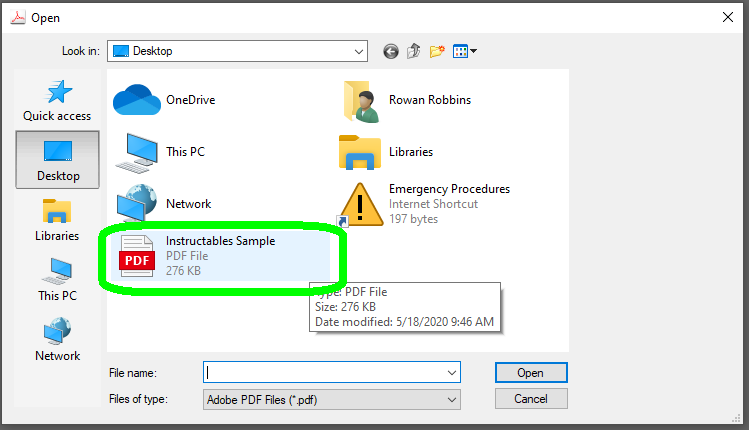 Open
Look in:
Desktop
Quick access
Desktop
Libraries
This PC
Network
OneDrive
Rowan Robbins
This PC
Libraries
Network
Emergency Procedures
Internet Shortcut
197 bytes
PDF
Instructables Sample
PDF File
276 KB
Type: PDF File
Size: 276 KB
Date modified: 5/18/2020 9:46 AM
File name:
Open
Files of type:
Adobe PDF Files (*.pdf)
Cancel